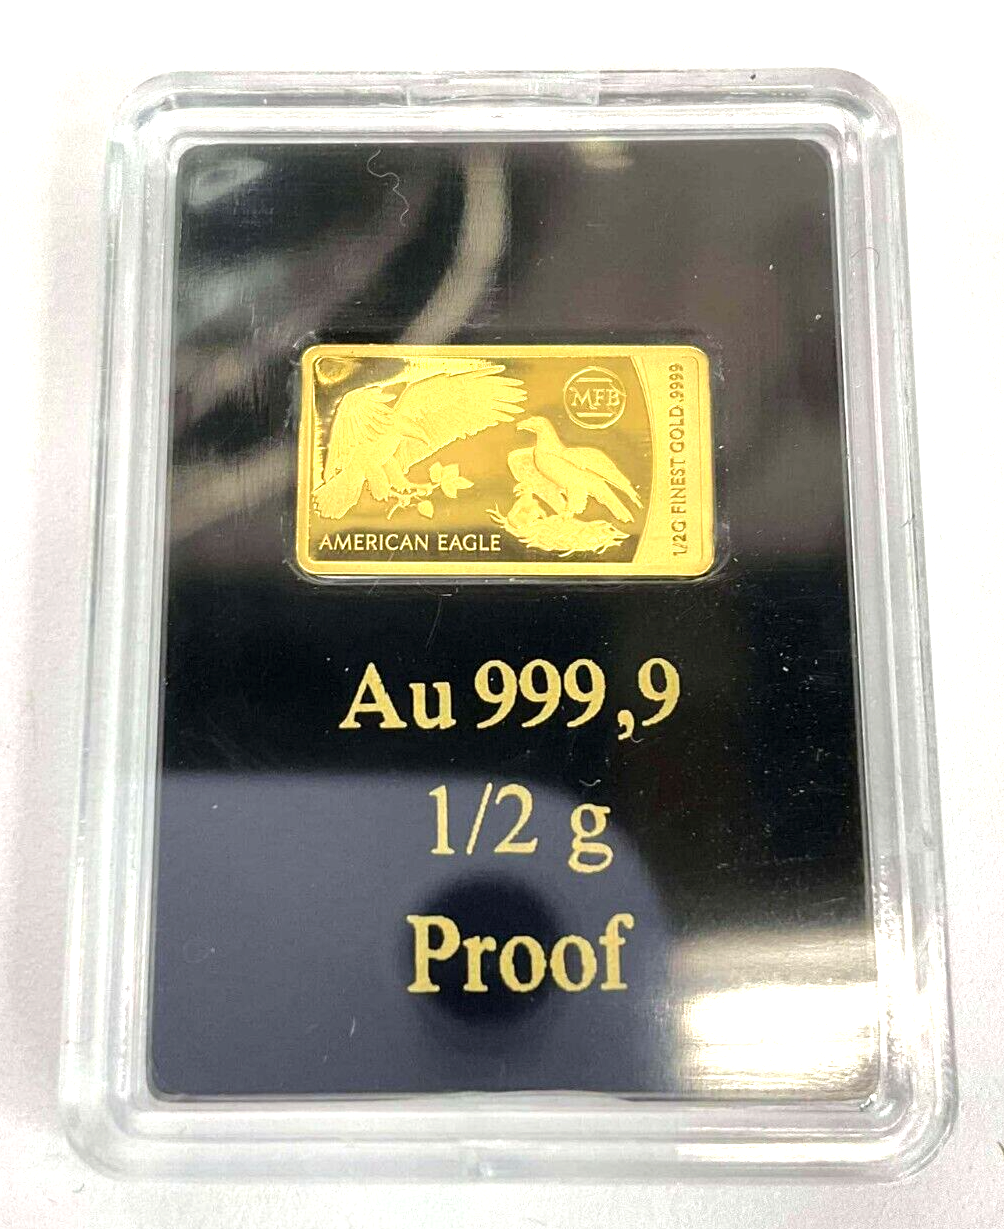 MFB
AMERICAN EAGLE
1/2G FINEST GOLD .9999
Au 999,9
1/2 g
Proof